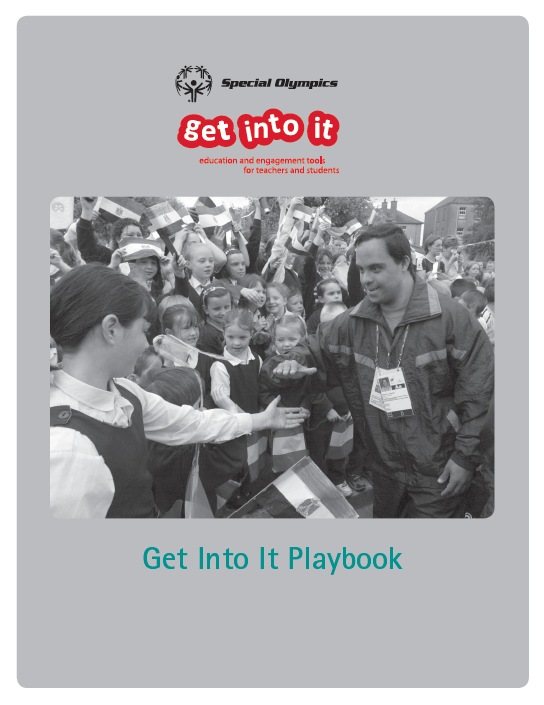 Special Olympics
get into it
education and engagement tools
for teachers and students
Get Into It Playbook